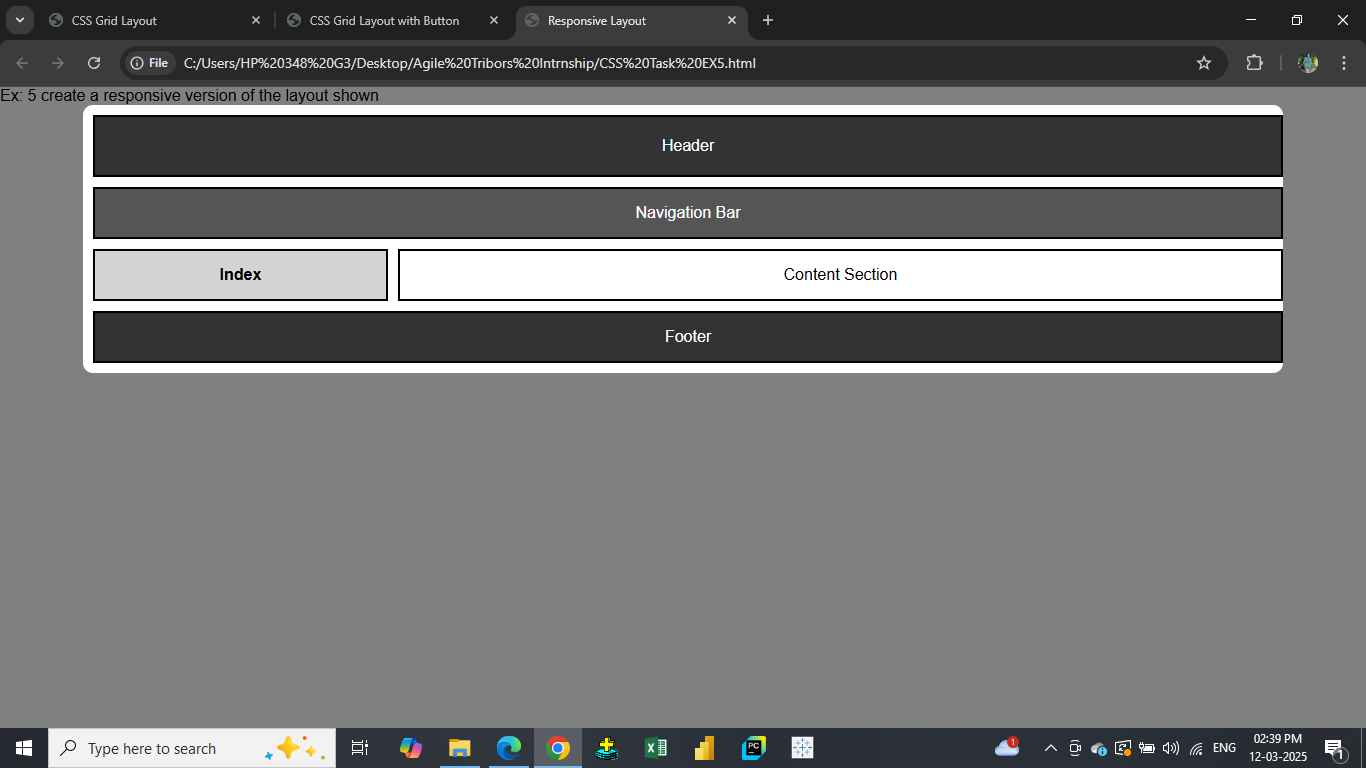 CSS Grid Layout
CSS Grid Layout with Button
Responsive Layout
File
C:/Users/HP%20348%20G3/Desktop/Agile%20Tribors%20Intrnship/CSS%20Task%20EX5.html
Ex: 5 create a responsive version of the layout shown
Header
Navigation Bar
Index
Content Section
Footer
Type here to search
PC
1
ENG
02:39 PM
12-03-2025
1